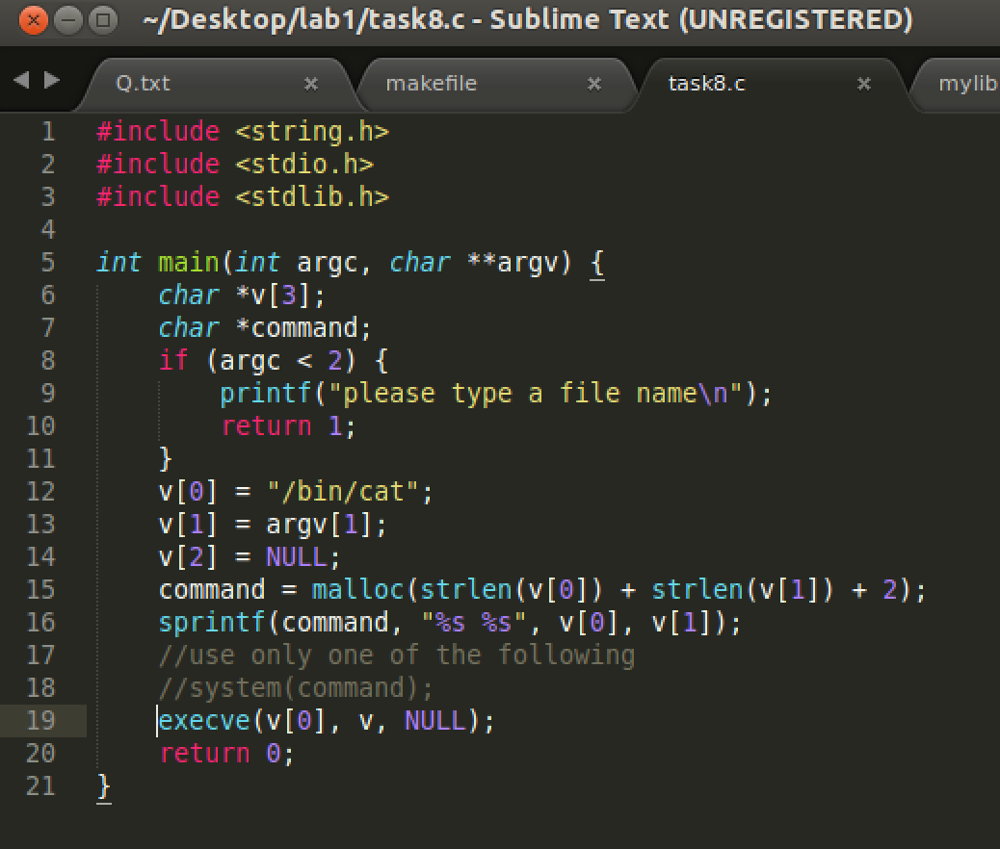 ~/Desktop/lab1/task8.c - Sublime Text (UNREGISTERED)
Q.txt makefile task8.c mylib
1 #include <string.h>
2 #include <stdio.h>
3 #include <stdlib.h>
4
5 int main(int argc, char **argv) {
6     char *v[3];
7     char *command;
8     if (argc < 2) {
9         printf("please type a file name\n");
10         return 1;
11     }
12     v[0] = "/bin/cat";
13     v[1] = argv[1];
14     v[2] = NULL;
15     command = malloc(strlen(v[0]) + strlen(v[1]) + 2);
16     sprintf(command, "%s %s", v[0], v[1]);
17     //use only one of the following
18     //system(command);
19     execve(v[0], v, NULL);
20     return 0;
21 }